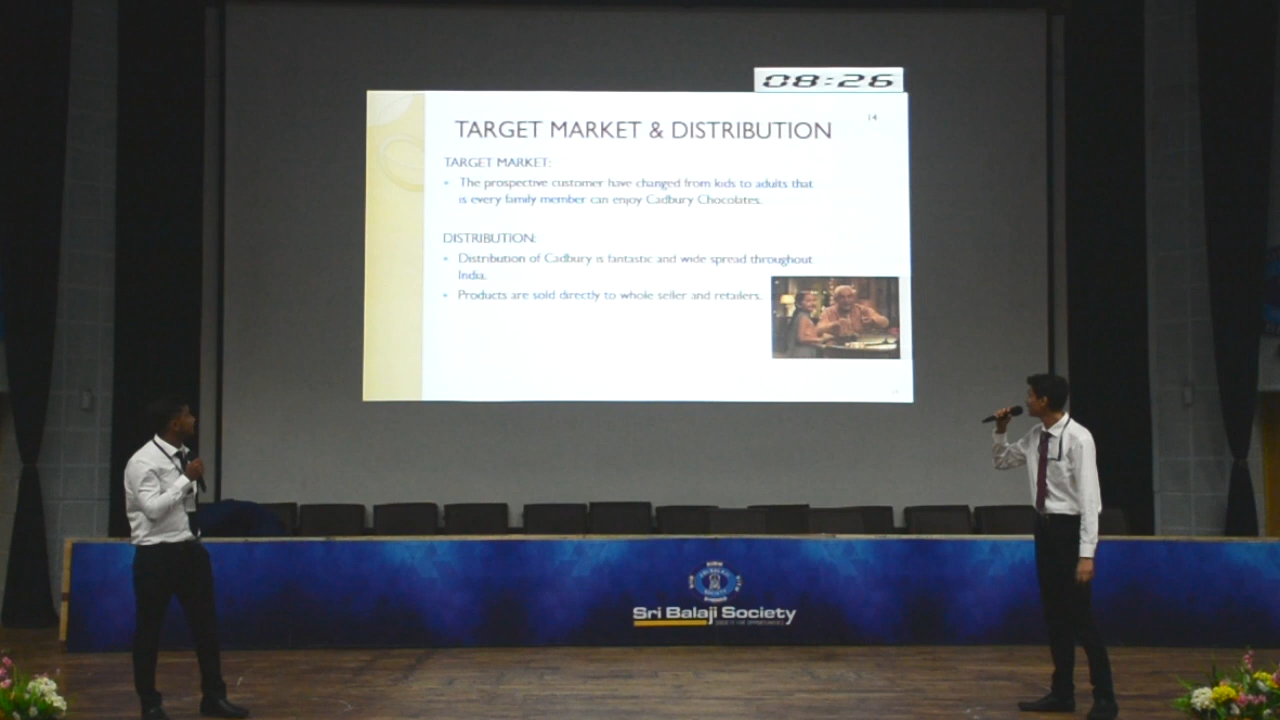 08:26
14
TARGET MARKET & DISTRIBUTION
TARGET MARKET:
• The prospective customer have changed from kids to adults that
is every family member can enjoy Cadbury Chocolates.
DISTRIBUTION:
• Distribution of Cadbury is fantastic and wide spread throughout
India.
• Products are sold directly to whole seller and retailers.
Sri Balaji Society